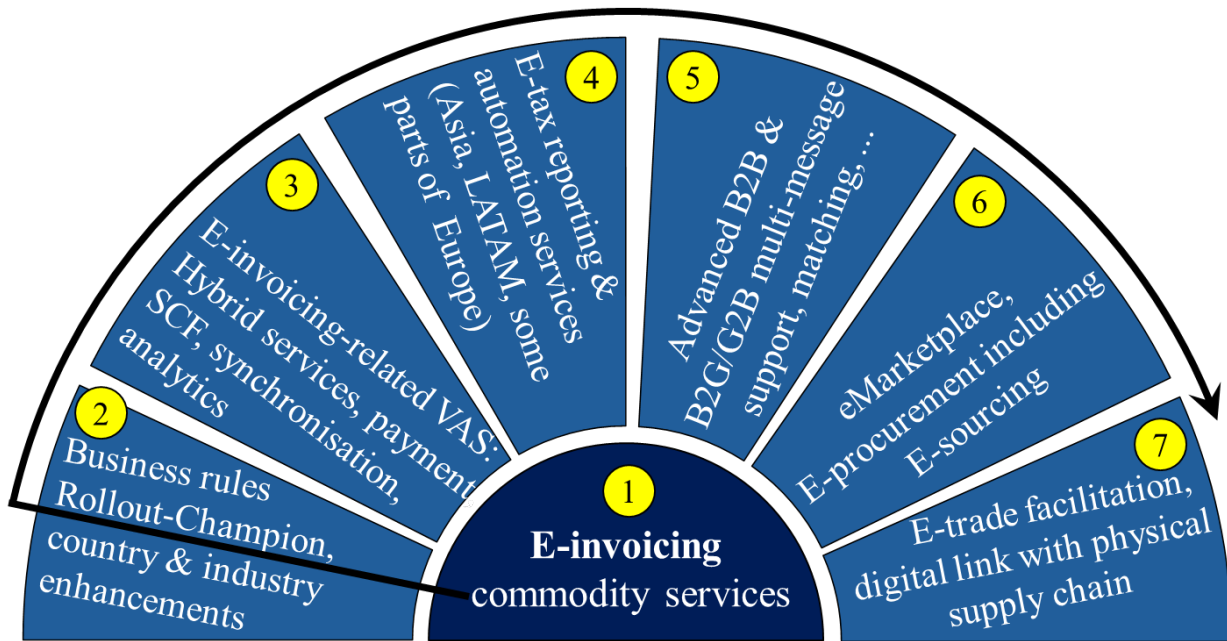 1
E-invoicing
commodity services
2
Business rules
Rollout-Champion,
country & industry
enhancements
3
E-invoicing-related VAS:
Hybrid services, payment,
SCF, synchronisation,
analytics
4
E-tax reporting &
automation services
(Asia, LATAM, some
parts of Europe)
5
Advanced B2B &
B2G/G2B multi-message
support, matching, ...
6
eMarketplace,
E-procurement including
E-sourcing
7
E-trade facilitation,
digital link with physical
supply chain